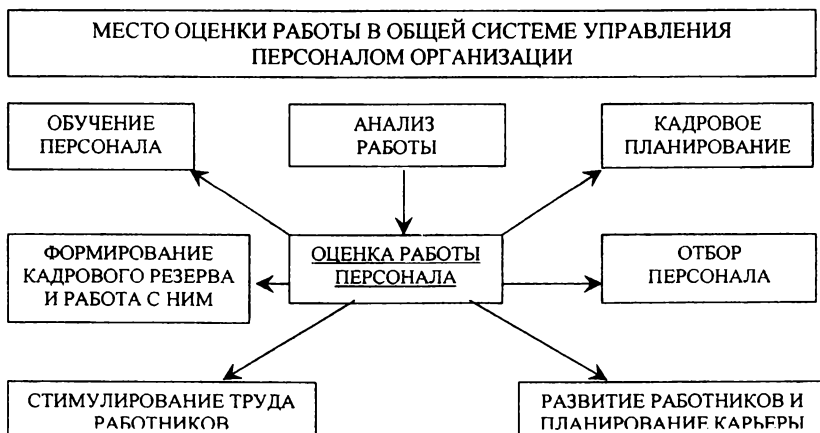 МЕСТО ОЦЕНКИ РАБОТЫ В ОБЩЕЙ СИСТЕМЕ УПРАВЛЕНИЯ
ПЕРСОНАЛОМ ОРГАНИЗАЦИИ
ОБУЧЕНИЕ
ПЕРСОНАЛА
АНАЛИЗ
РАБОТЫ
КАДРОВОЕ
ПЛАНИРОВАНИЕ
ФОРМИРОВАНИЕ
КАДРОВОГО РЕЗЕРВА
И РАБОТА С НИМ
ОЦЕНКА РАБОТЫ
ПЕРСОНАЛА
ОТБОР
ПЕРСОНАЛА
СТИМУЛИРОВАНИЕ ТРУДА
РАБОТНИКОВ
РАЗВИТИЕ РАБОТНИКОВ И
ПЛАНИРОВАНИЕ КАРЬЕРЫ